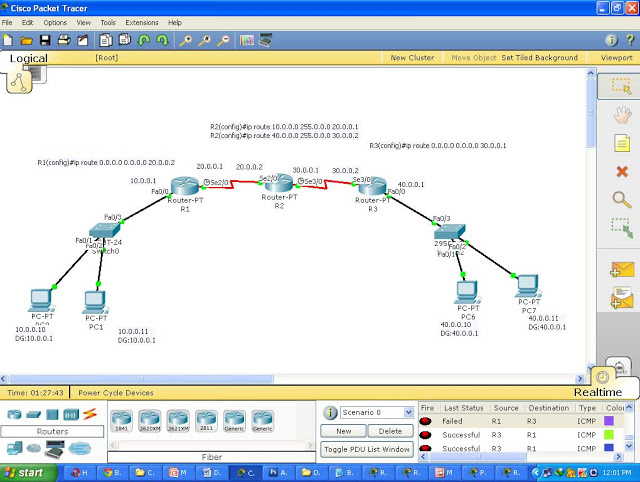 Cisco Packet Tracer
File Edit Options View Tools Extensions Help
Logical [Root] New Cluster Move Object Set Tiled Background Viewport
R2(config)#ip route 10.0.0.0 255.0.0.0 20.0.0.1
R2(config)#ip route 40.0.0.0 255.0.0.0 30.0.0.2
R3(config)#ip route 0.0.0.0 0.0.0.0 30.0.0.1
R1(config)#ip route 0.0.0.0 0.0.0.0 20.0.0.2
20.0.0.1 20.0.0.2 30.0.0.1 30.0.0.2
10.0.0.1 Se2/0 Se2/0 Se3/0 Se3/0 40.0.0.1
Fa0/0 Fa0/0
Router-PT Router-PT Router-PT
R1 R2 R3
Fa0/3 Fa0/3
Fa0/1 Fa0/2 Switch0
Fa0/2
Fa0/1
PC-PT PC-PT PC-PT PC-PT
PC1 PC6 PC7
10.0.0.10
DG:10.0.0.1
10.0.0.11
DG:10.0.0.1
40.0.0.10
DG:40.0.0.1
40.0.0.11
DG:40.0.0.1
Time: 01:27:43 Power Cycle Devices Realtime
Routers
1841 2620XM 2621XM 2811 Generic Generic
Fiber
Scenario 0
New Delete
Toggle PDU List Window
Fire Last Status Source Destination Type Color
Failed R1 R3 ICMP
Successful R3 R1 ICMP
Successful R1 R3 ICMP
start H B. C. M F. D. C. A. D. B. R. R. M P. R. 12:01 PM